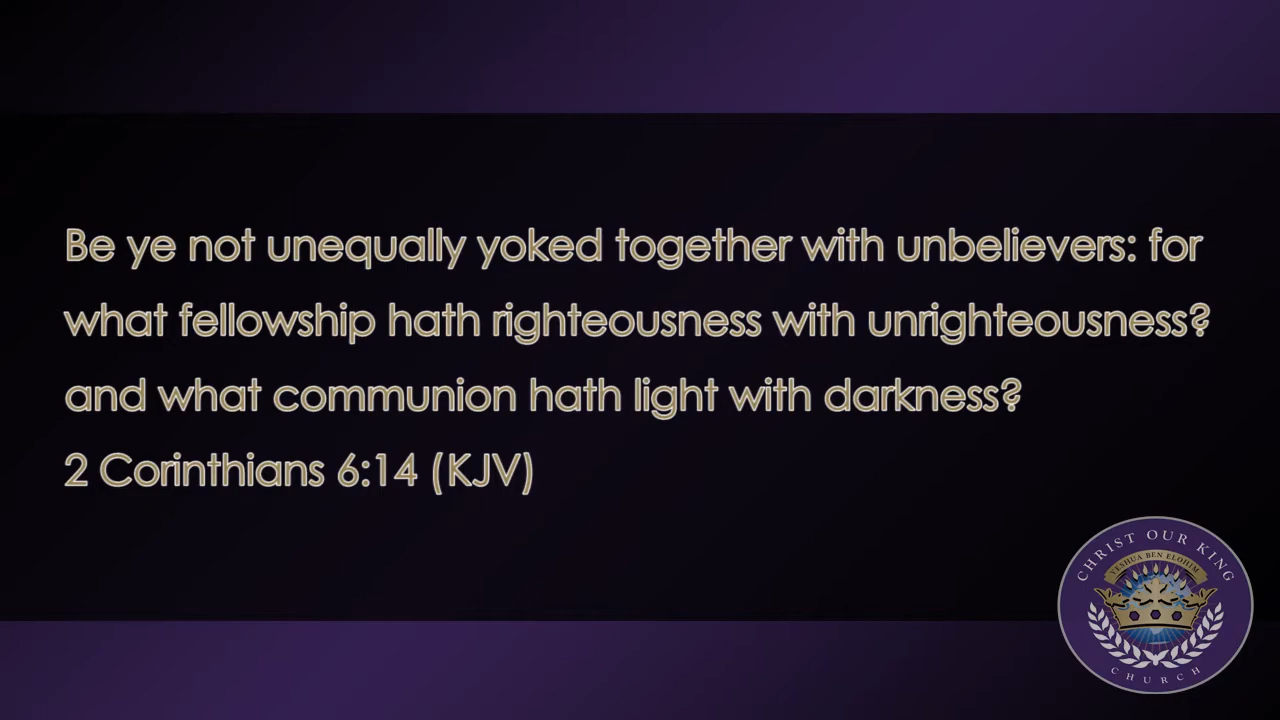 Be ye not unequally yoked together with unbelievers: for
what fellowship hath righteousness with unrighteousness?
and what communion hath light with darkness?
2 Corinthians 6:14 (KJV)
CHRIST OUR KING
YESHUA BEN ELOHIM
CHURCH